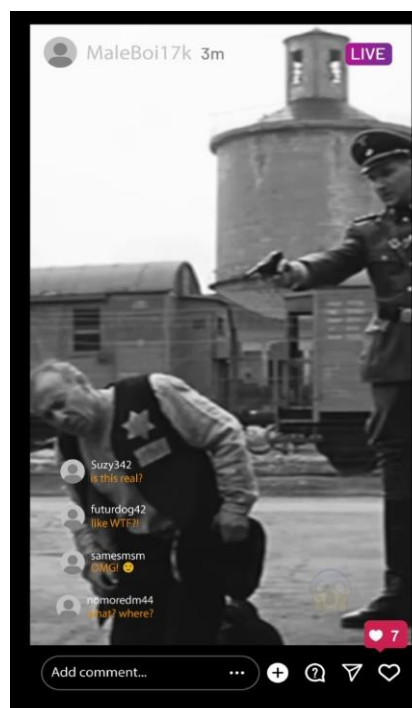 MaleBoi17k 3m
LIVE
Suzy342
is this real?
futurdog42
like WTF?!
samesmsm
OMG! 🙂
nomoredm44
what? where?
7
Add comment...